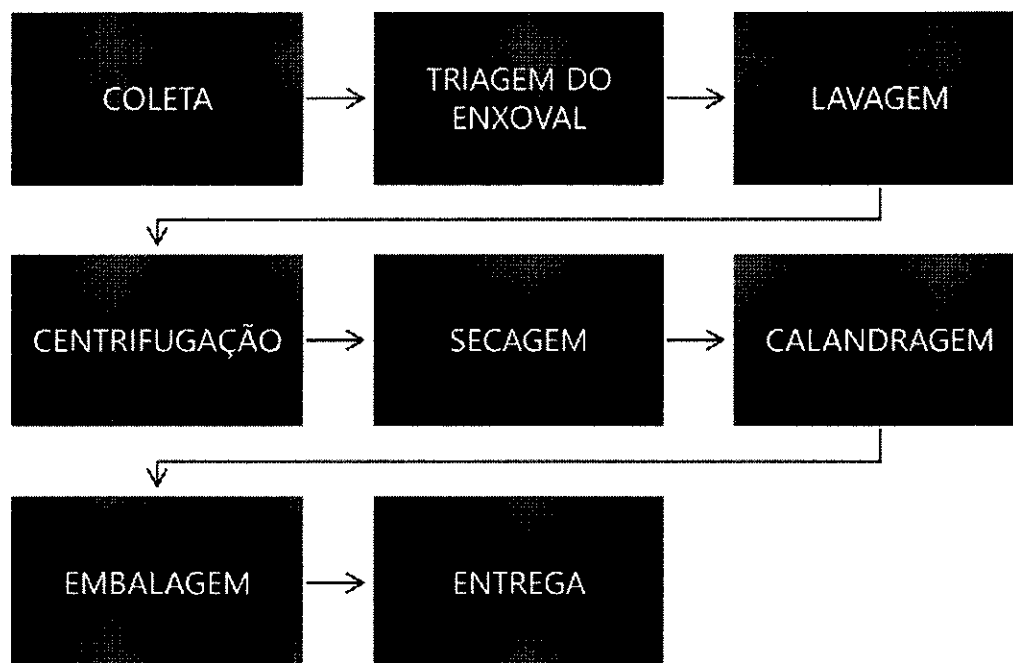 COLETA
TRIAGEM DO
ENXOVAL
LAVAGEM
CENTRIFUGAÇÃO
SECAGEM
CALANDRAGEM
EMBALAGEM
ENTREGA